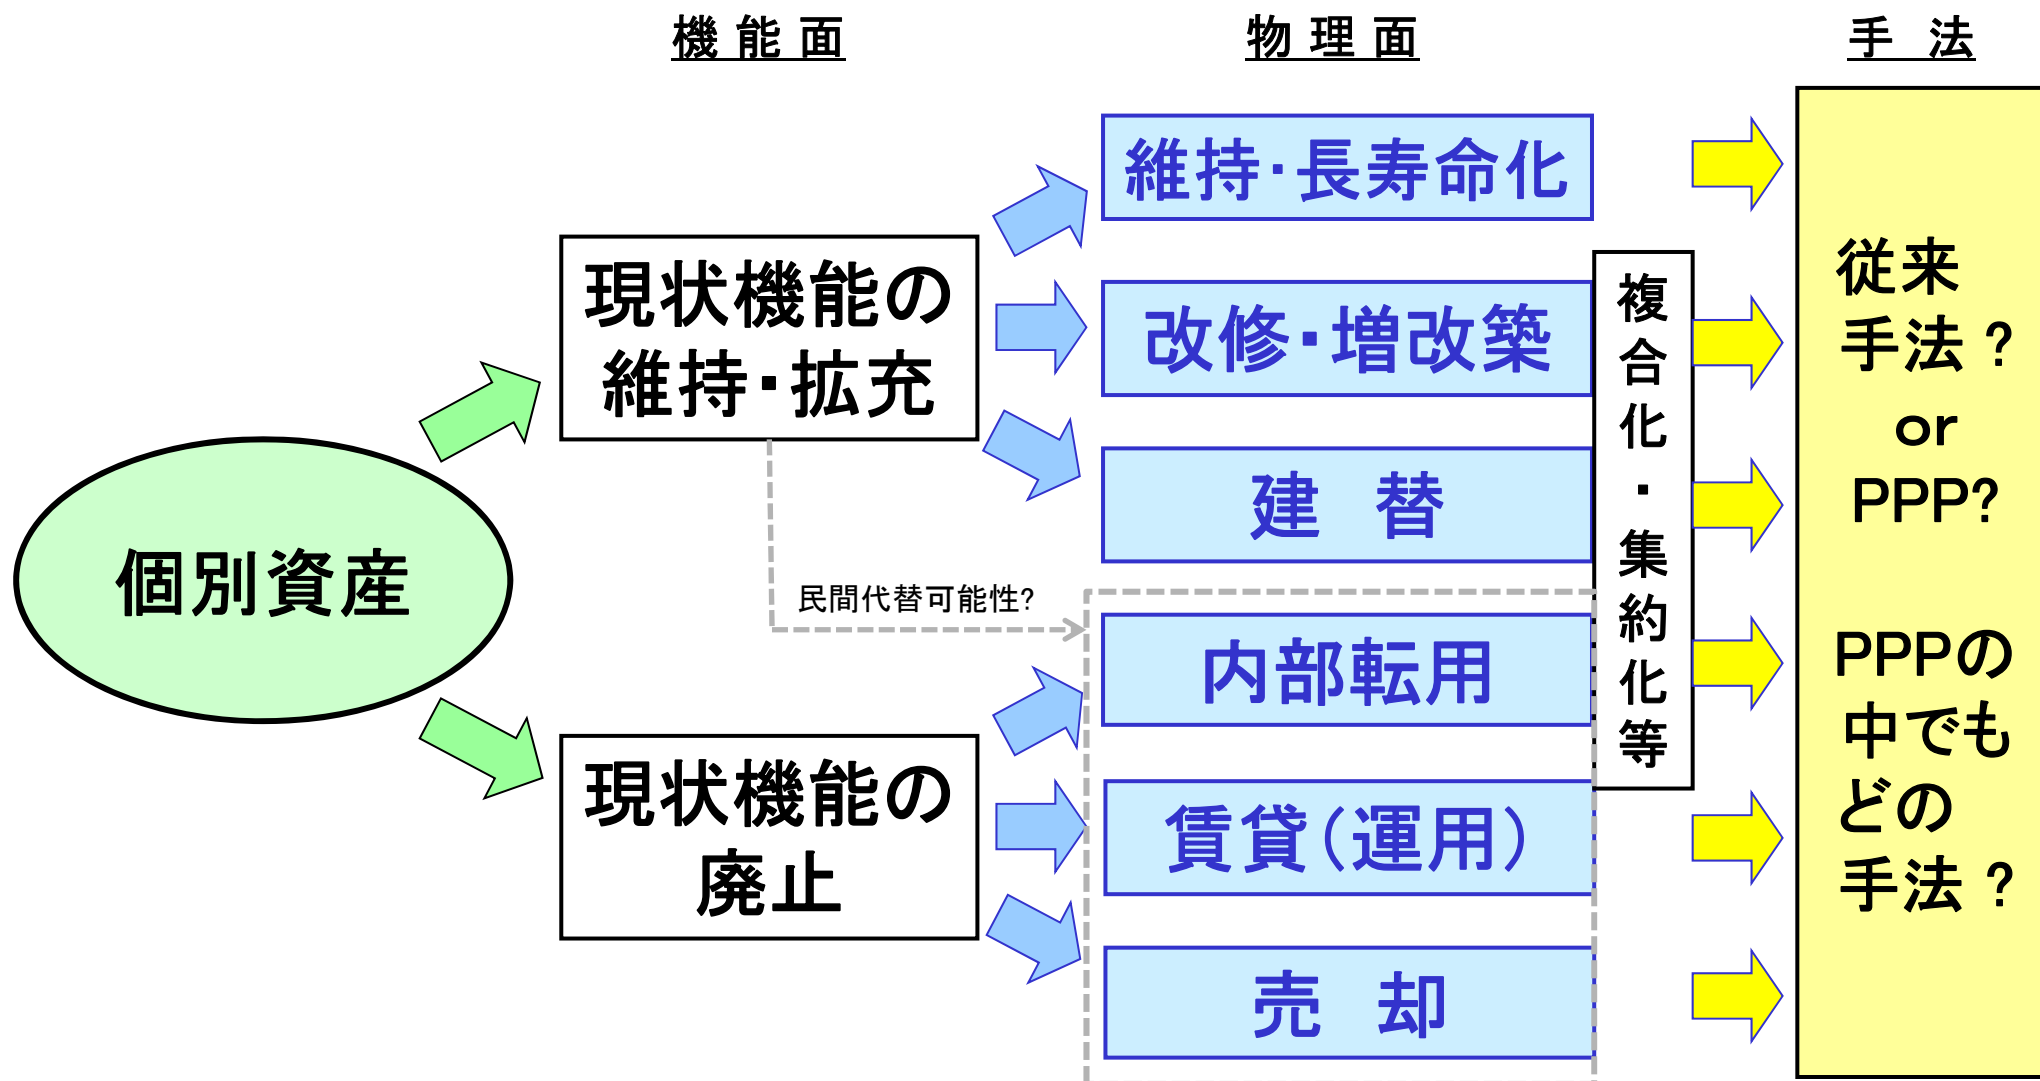 機能面
物理面
手法
個別資産
現状機能の
維持・拡充
現状機能の
廃止
民間代替可能性?
維持・長寿命化
改修・増改築
建替
内部転用
賃貸(運用)
売却
複合化・集約化等
従来
手法?
or
PPP?
PPPの
中でも
どの
手法?